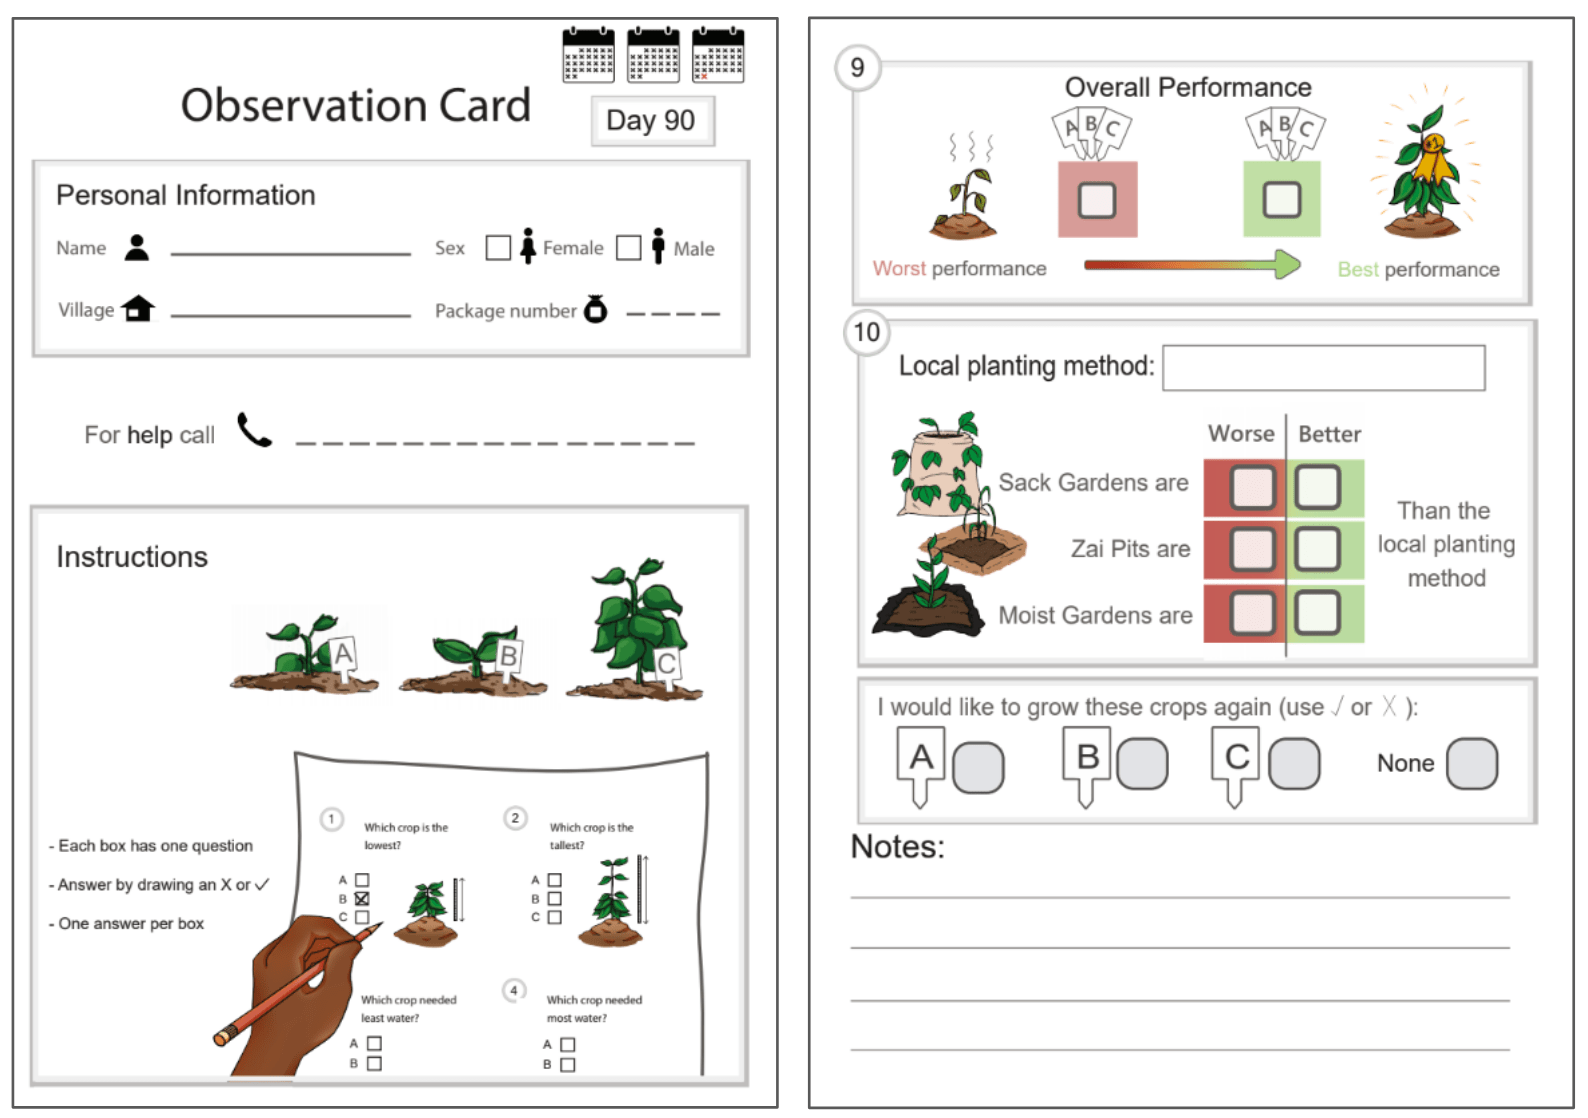 Observation Card
Day 90
Personal Information
Name
Sex
Female
Male
Village
Package number
For help call
Instructions
A
B
C
- Each box has one question
- Answer by drawing an X or ✓
- One answer per box
1
Which crop is the
lowest?
A
B
C
2
Which crop is the
tallest?
A
B
C
Which crop needed
least water?
A
B
4
Which crop needed
most water?
A
B
9
Overall Performance
A B C
A B C
Worst performance
Best performance
10
Local planting method:
Worse
Better
Sack Gardens are
Zai Pits are
Moist Gardens are
Than the
local planting
method
I would like to grow these crops again (use ✓ or X ):
A
B
C
None
Notes: